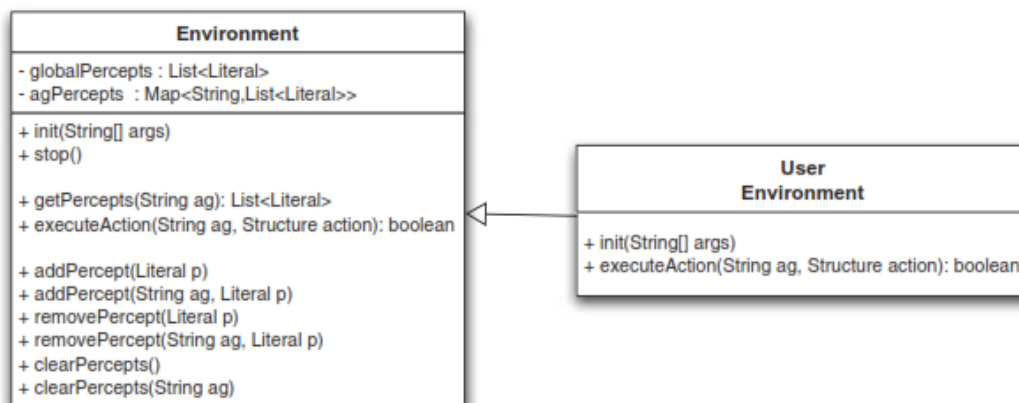 Environment
- globalPercepts : List<Literal>
- agPercepts : Map<String,List<Literal>>
+ init(String[] args)
+ stop()
+ getPercepts(String ag): List<Literal>
+ executeAction(String ag, Structure action): boolean
+ addPercept(Literal p)
+ addPercept(String ag, Literal p)
+ removePercept(Literal p)
+ removePercept(String ag, Literal p)
+ clearPercepts()
+ clearPercepts(String ag)
User
Environment
+ init(String[] args)
+ executeAction(String ag, Structure action): boolean